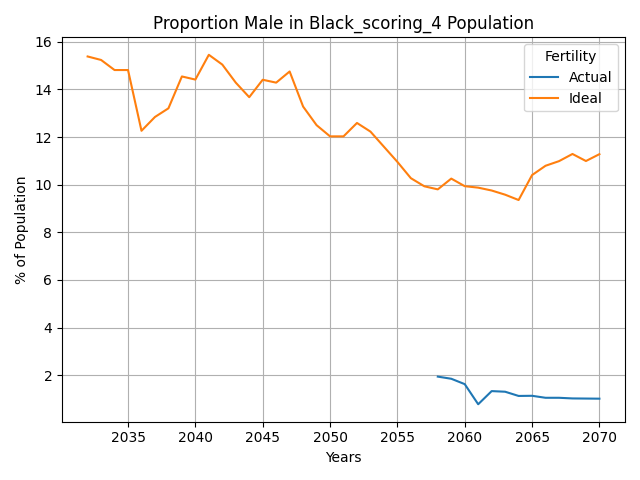 Proportion Male in Black_scoring_4 Population
16
14
12
10
8
6
4
2
% of Population
Fertility
Actual
Ideal
2035 2040 2045 2050 2055 2060 2065 2070
Years